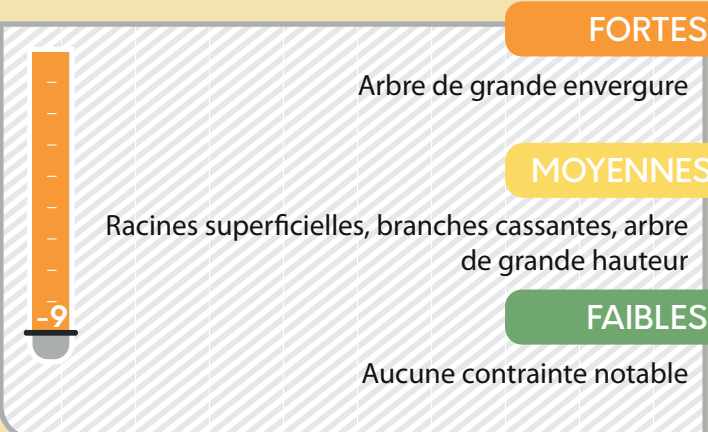 FORTES
Arbre de grande envergure
MOYENNES
Racines superficielles, branches cassantes, arbre
de grande hauteur
-9
FAIBLES
Aucune contrainte notable